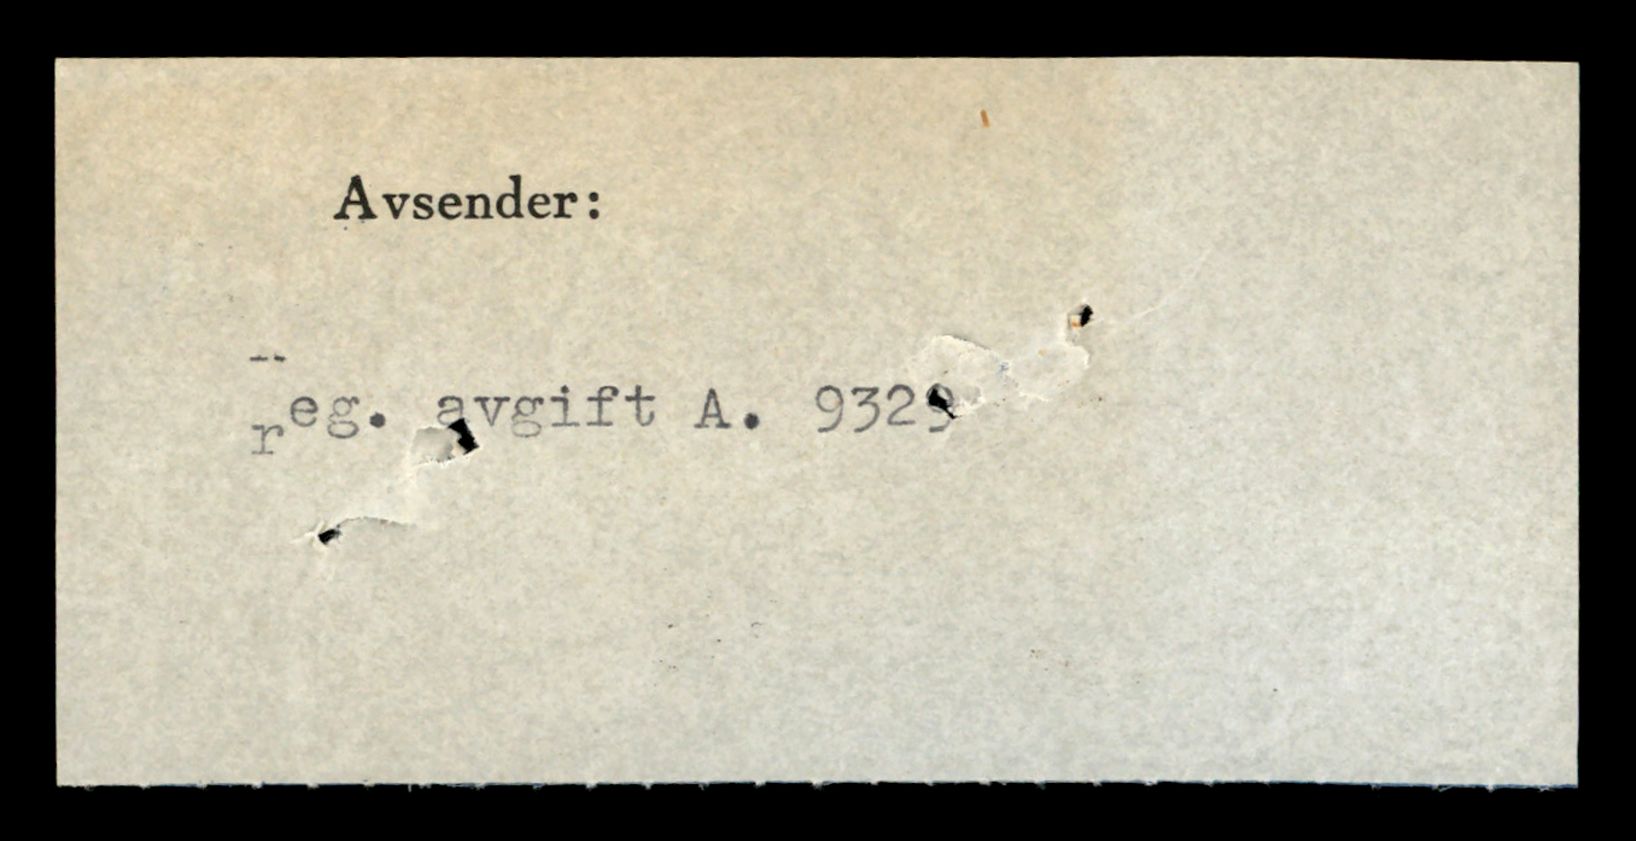 Avsender:
reg. avgift A. 9329